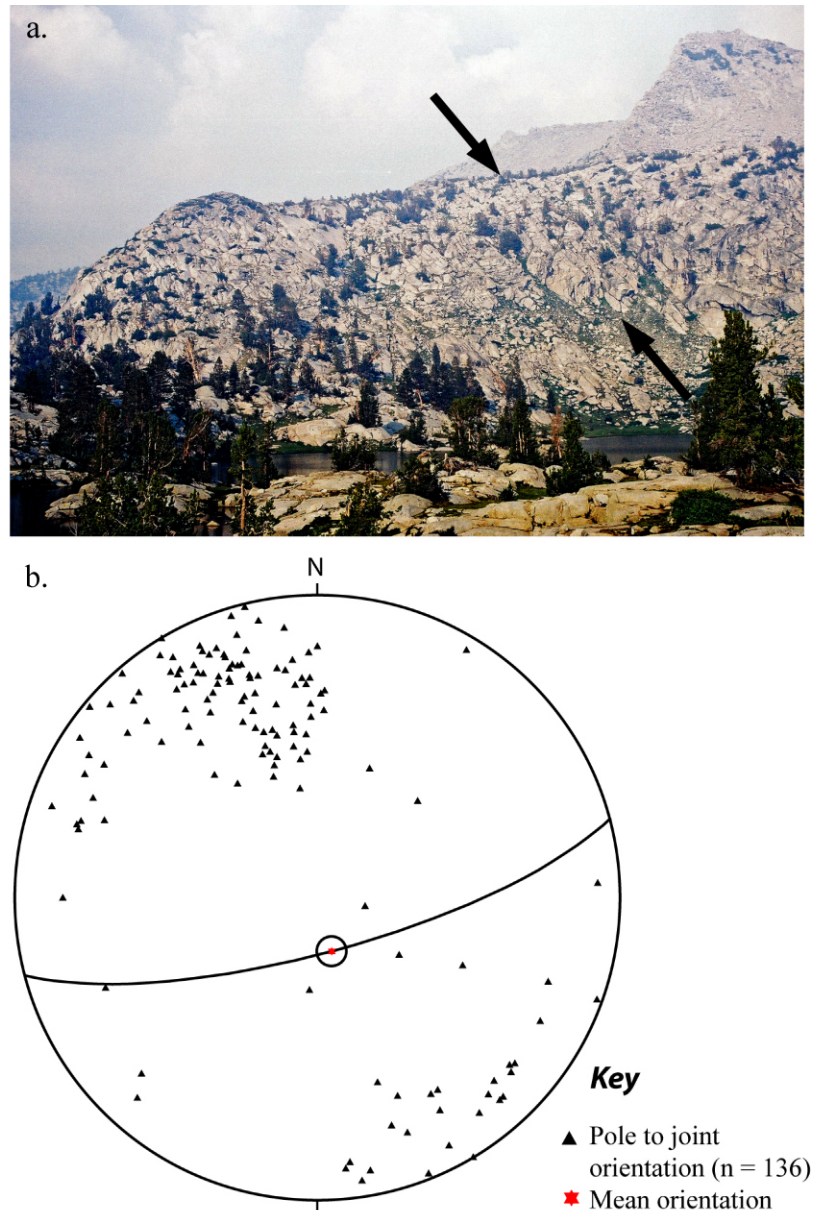 a.
b.
N
Key
Pole to joint
orientation (n = 136)
Mean orientation